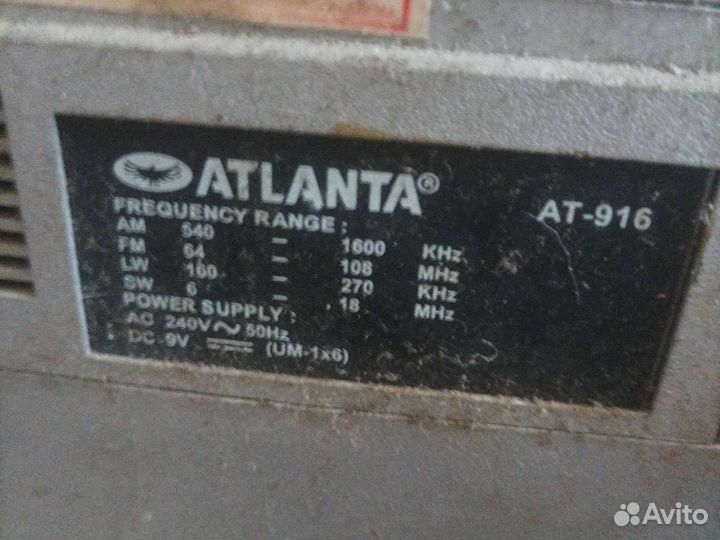 ATLANTA® AT-916
FREQUENCY RANGE:
AM 540 – 1600 KHz
FM 64 – 108 MHz
LW 160 – 270 KHz
SW 6 – 18 MHz
POWER SUPPLY:
AC 240V ~ 50Hz
DC 9V ⎓ (UM-1x6)
Avito